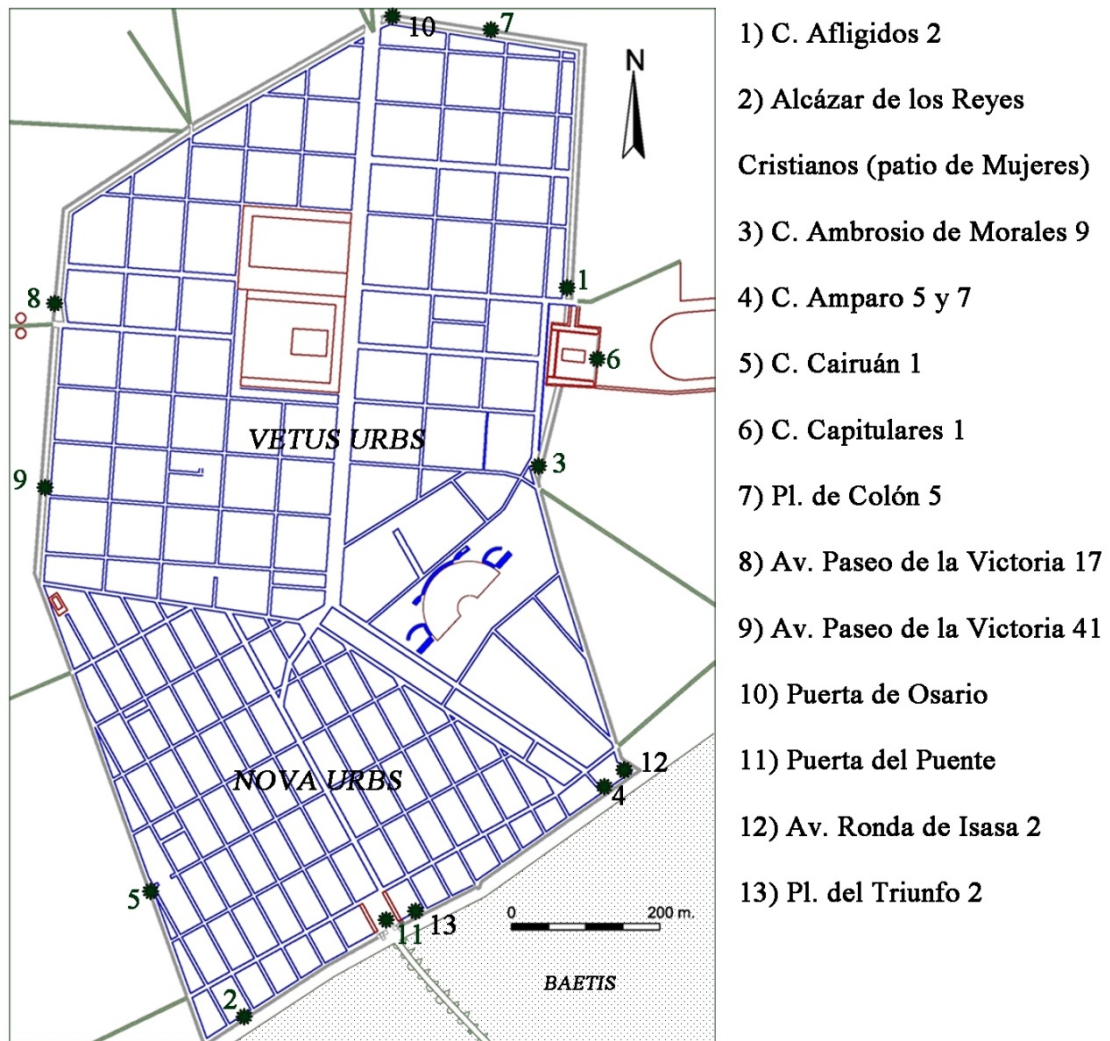 10
7
N
1
8
6
VETUS URBS
3
9
NOVA URBS
12
4
5
13
11
0 200 m.
2
BAETIS
1) C. Afligidos 2
2) Alcázar de los Reyes
Cristianos (patio de Mujeres)
3) C. Ambrosio de Morales 9
4) C. Amparo 5 y 7
5) C. Cairuán 1
6) C. Capitulares 1
7) Pl. de Colón 5
8) Av. Paseo de la Victoria 17
9) Av. Paseo de la Victoria 41
10) Puerta de Osario
11) Puerta del Puente
12) Av. Ronda de Isasa 2
13) Pl. del Triunfo 2